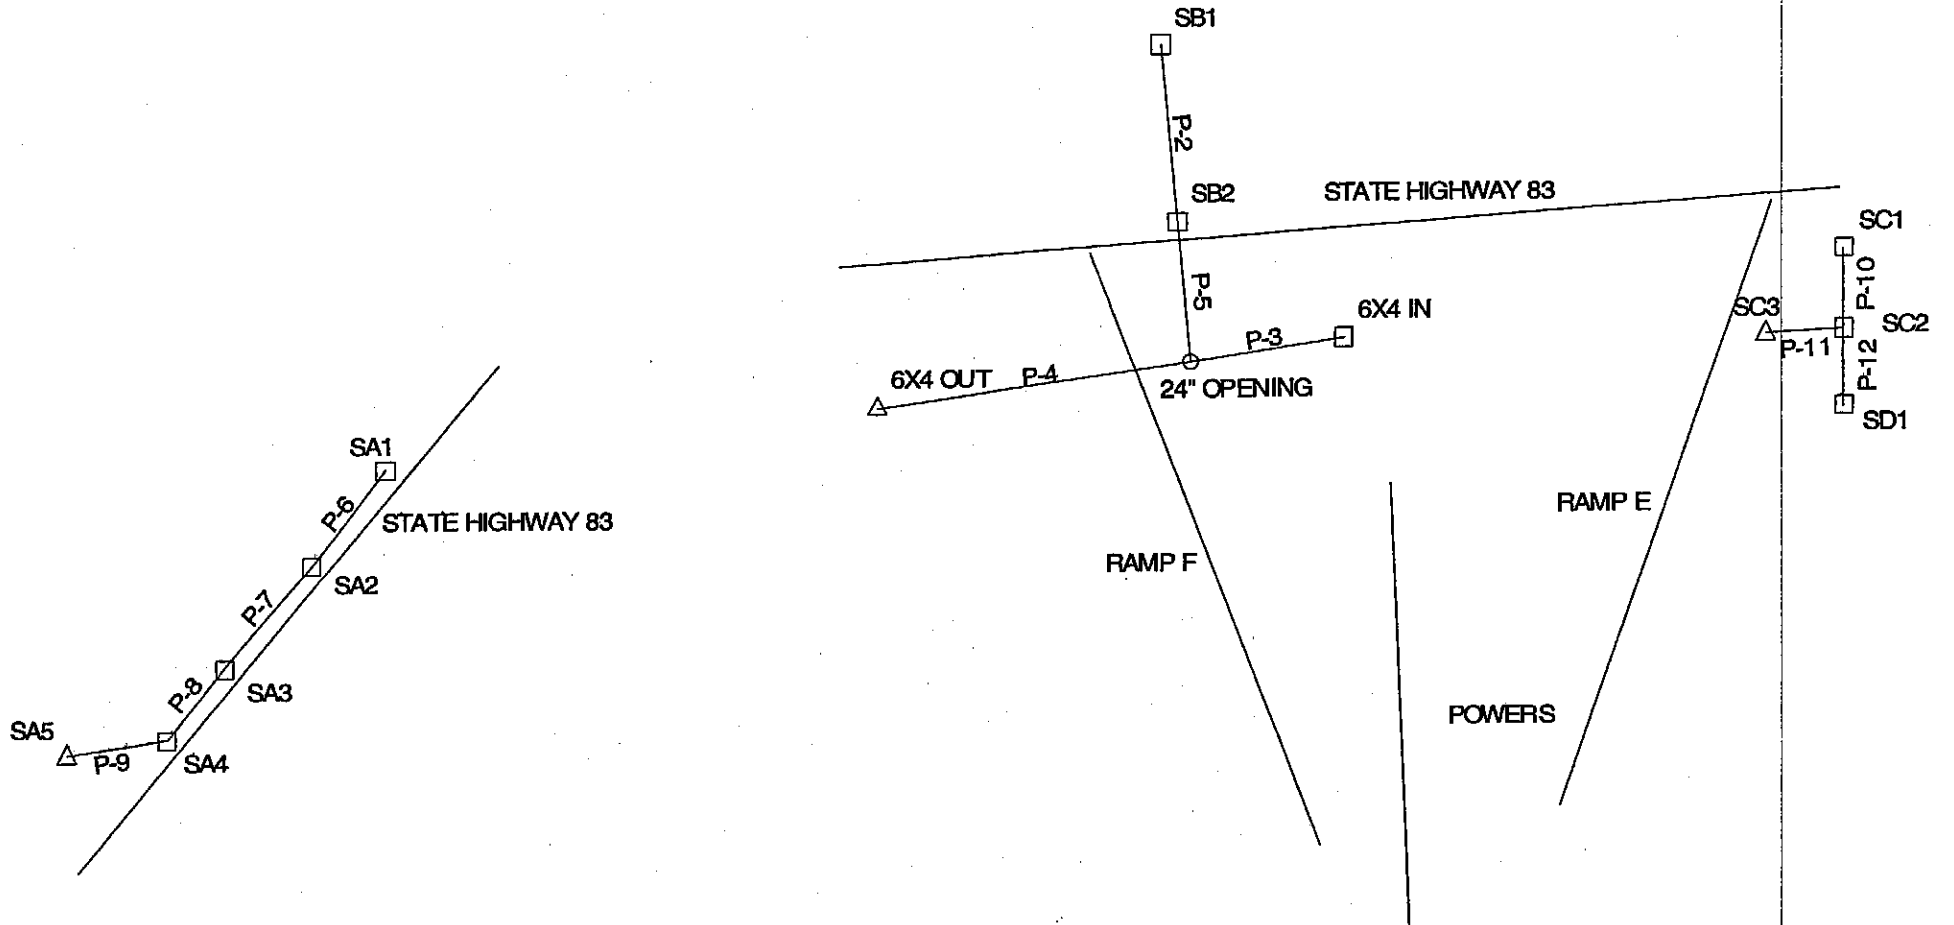 SB1
P-2
SB2
STATE HIGHWAY 83
SC1
P-10
SC3
SC2
P-11
P-12
SD1
P-5
6X4 IN
P-3
6X4 OUT
P-4
24" OPENING
SA1
P-6
STATE HIGHWAY 83
SA2
P-7
RAMP E
RAMP F
SA3
P-8
POWERS
SA5
P-9
SA4